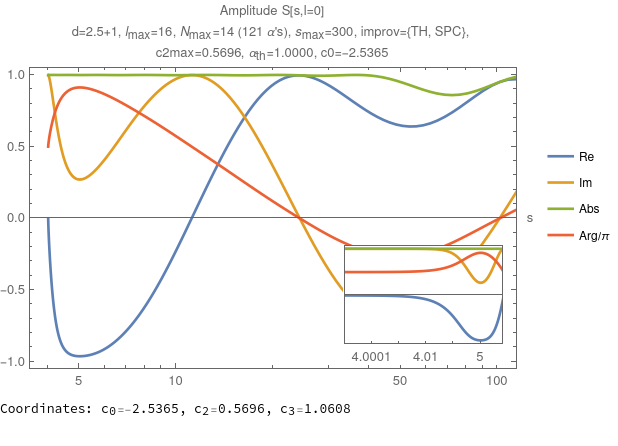 Amplitude S[s,l=0]
d=2.5+1, lmax=16, Nmax=14 (121 α's), smax=300, improv={TH, SPC},
c2max=0.5696, αth=1.0000, c0=−2.5365
1.0
0.5
0.0
−0.5
−1.0
5
10
50
100
s
4.0001
4.01
5
Re
Im
Abs
Arg/π
Coordinates: c0=−2.5365, c2=0.5696, c3=1.0608